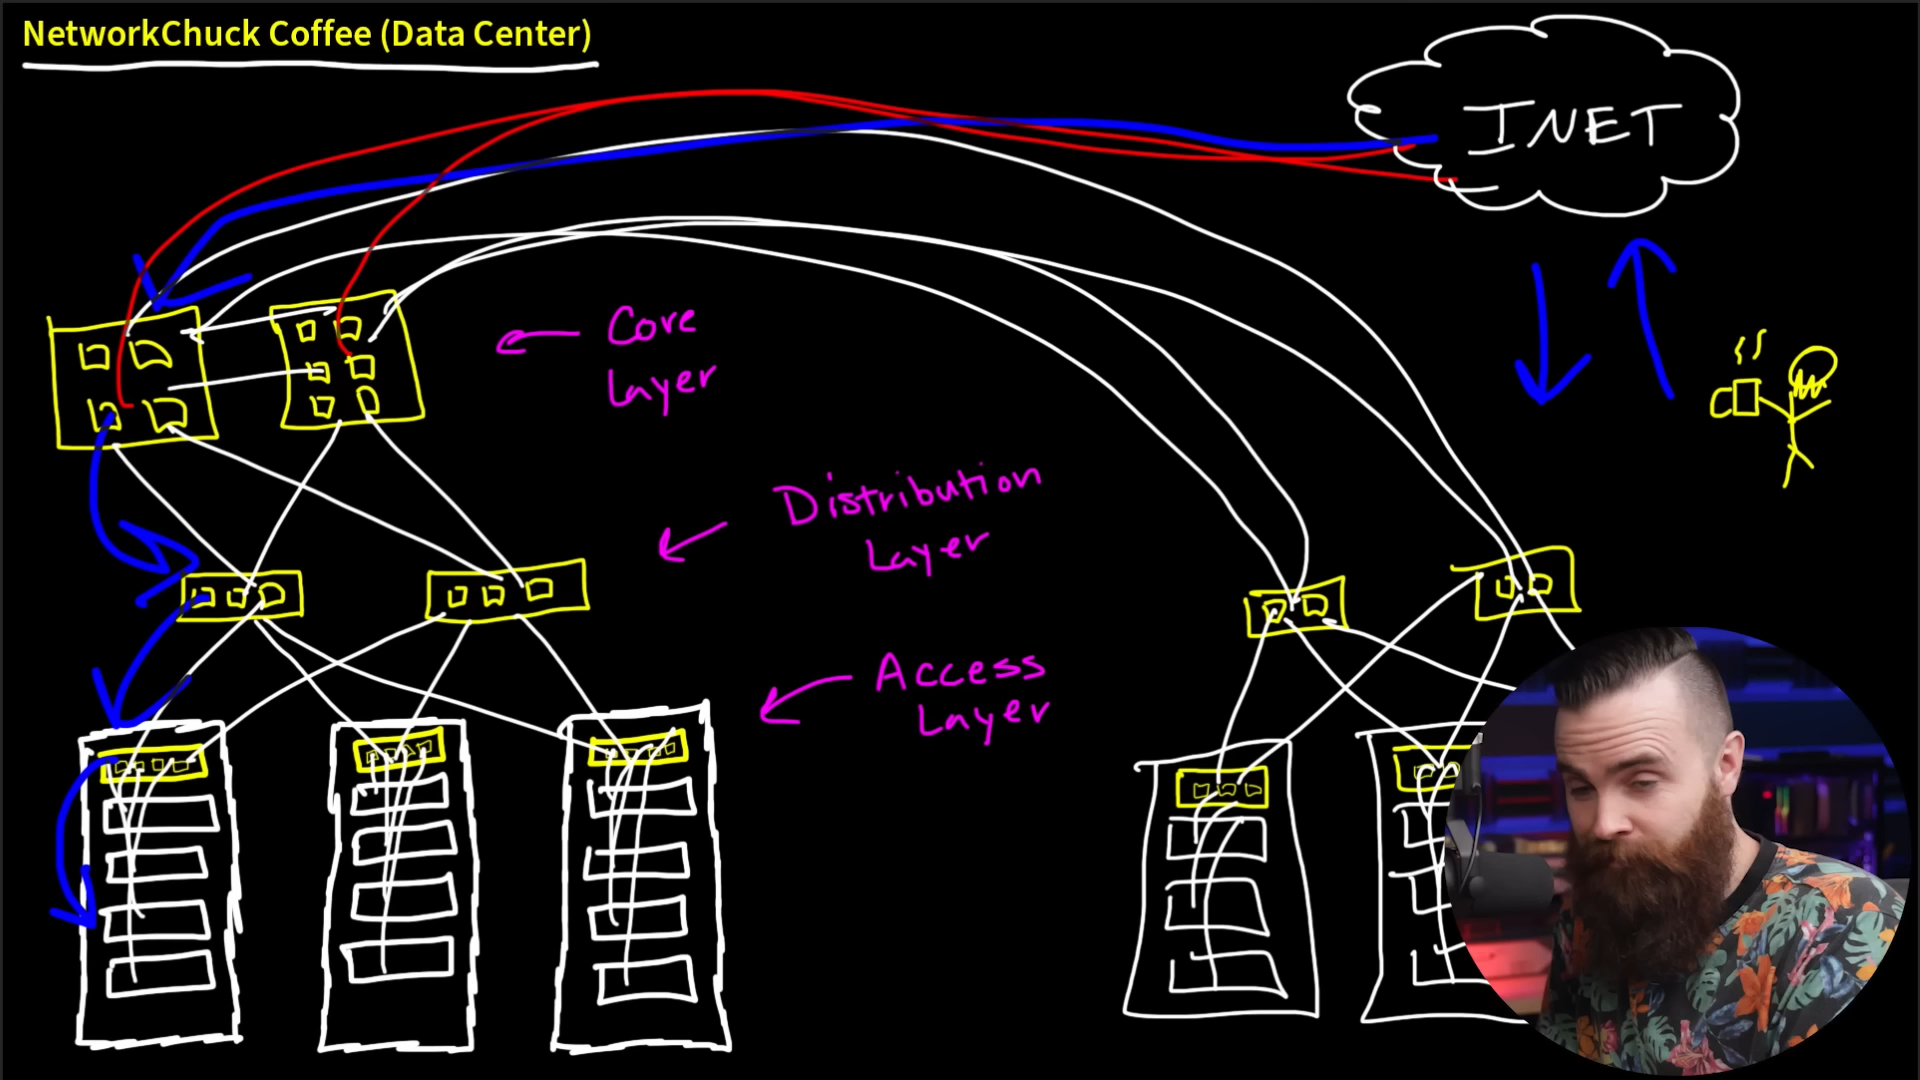 NetworkChuck Coffee (Data Center)
INET
Core
Layer
Distribution
Layer
Access
Layer